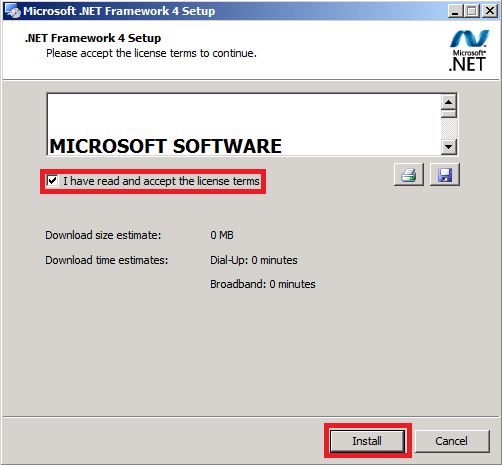 Microsoft .NET Framework 4 Setup
.NET Framework 4 Setup
Please accept the license terms to continue.
Microsoft®
.NET
MICROSOFT SOFTWARE
I have read and accept the license terms
Download size estimate: 0 MB
Download time estimates: Dial-Up: 0 minutes
Broadband: 0 minutes
Install Cancel